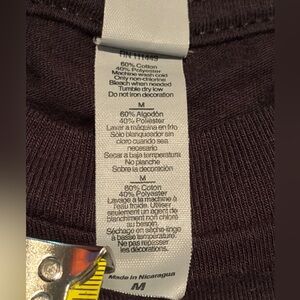 RN 111449
60% Cotton
40% Polyester
Machine wash cold
Only non-chlorine
Bleach when needed
Tumble dry low
Do not iron decoration
M
60% Algodón
40% Poliéster
Lavar a máquina en frío
Solo blanqueador sin
cloro cuando sea
necesario
Secar a baja temperatura
No planche
Sobre la decoración
M
60% Coton
40% Polyester
Lavage à la machine à
l'eau froide. Utiliser
seulement un agent de
blanchiment non chloré
au besoin.
Séchage en sèche-linge
à basse température.
Ne pas repasser
les décorations.
Made in Nicaragua
M